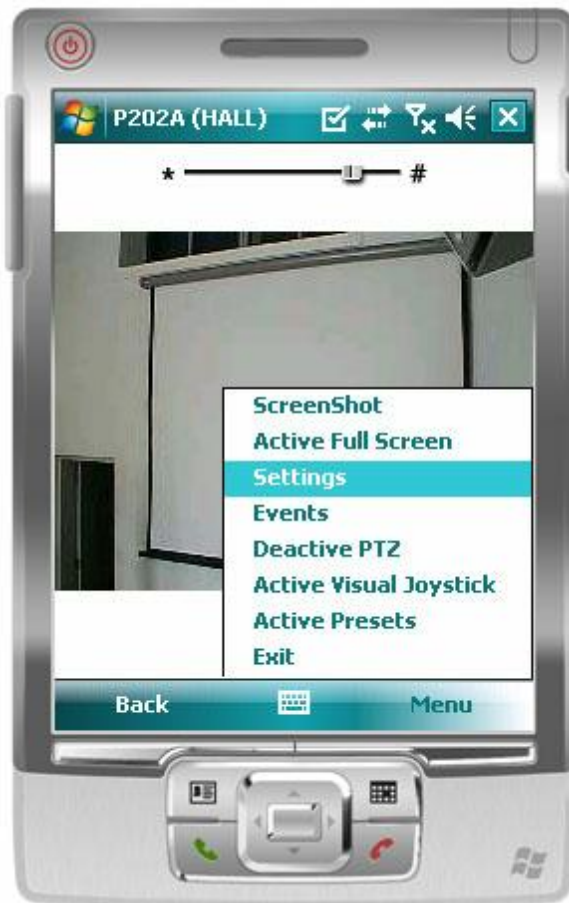 P202A (HALL)
* #
ScreenShot
Active Full Screen
Settings
Events
Deactive PTZ
Active Visual Joystick
Active Presets
Exit
Back Menu